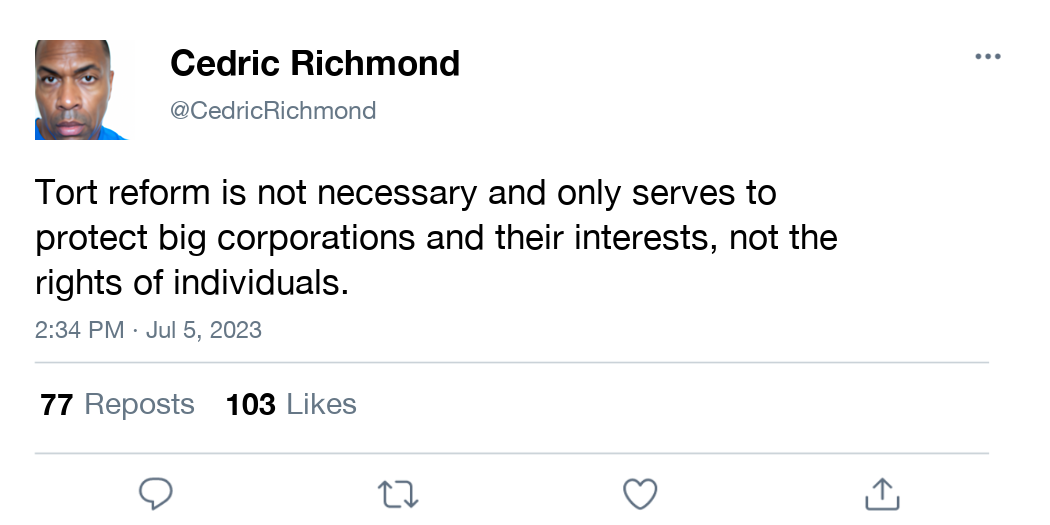 Cedric Richmond
@CedricRichmond
Tort reform is not necessary and only serves to
protect big corporations and their interests, not the
rights of individuals.
2:34 PM · Jul 5, 2023
77 Reposts 103 Likes